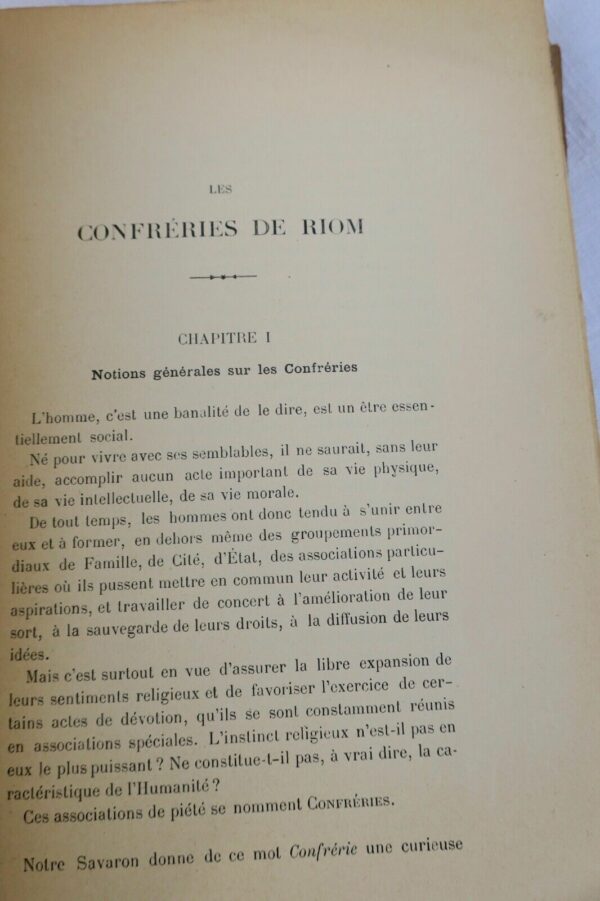 LES
CONFRÉRIES DE RIOM
CHAPITRE I
Notions générales sur les Confréries
L'homme, c'est une banalité de le dire, est un être essen-
tiellement social.
Né pour vivre avec ses semblables, il ne saurait, sans leur
aide, accomplir aucun acte important de sa vie physique,
de sa vie intellectuelle, de sa vie morale.
De tout temps, les hommes ont donc tendu à s'unir entre
eux et à former, en dehors même des groupements primor-
diaux de Famille, de Cité, d'État, des associations particu-
lières où ils pussent mettre en commun leur activité et leurs
aspirations, et travailler de concert à l'amélioration de leur
sort, à la sauvegarde de leurs droits, à la diffusion de leurs
idées.
Mais c'est surtout en vue d'assurer la libre expansion de
leurs sentiments religieux et de favoriser l'exercice de cer-
tains actes de dévotion, qu'ils se sont constamment réunis
en associations spéciales. L'instinct religieux n'est-il pas en
eux le plus puissant ? Ne constitue-t-il pas, à vrai dire, la ca-
ractéristique de l'Humanité ?
Ces associations de piété se nomment CONFRÉRIES.
Notre Savaron donne de ce mot Confrérie une curieuse